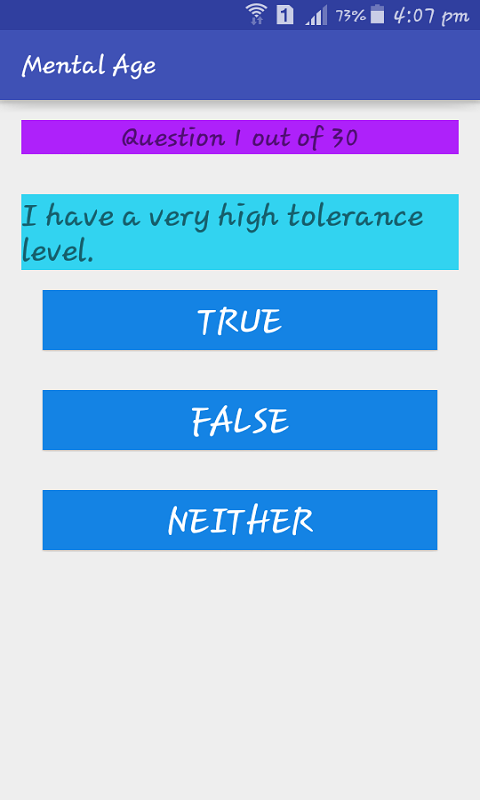 1 73% 4:07 pm
Mental Age
Question 1 out of 30
I have a very high tolerance
level.
TRUE
FALSE
NEITHER